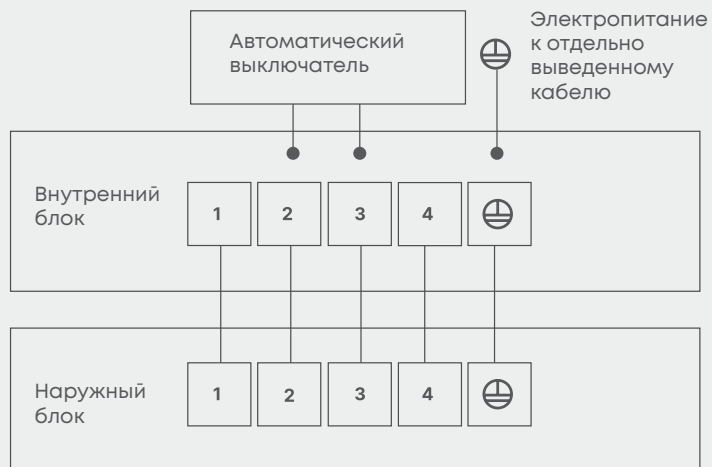 Автоматический
выключатель
Электропитание
к отдельно
выведенному
кабелю
Внутренний
блок
1 2 3 4
Наружный
блок
1 2 3 4